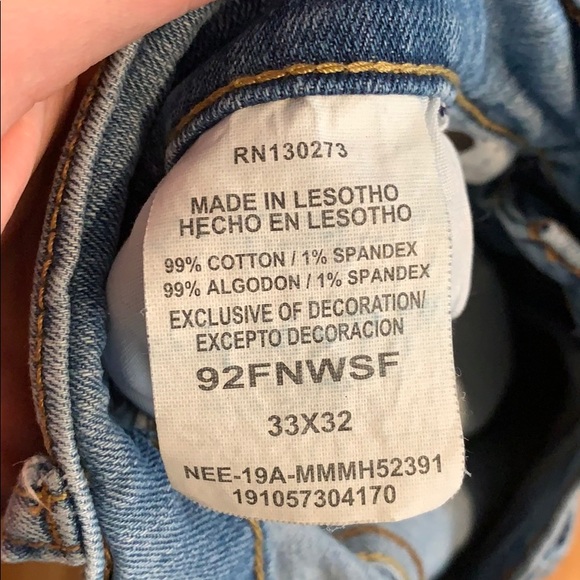 RN130273
MADE IN LESOTHO
HECHO EN LESOTHO
99% COTTON / 1% SPANDEX
99% ALGODON / 1% SPANDEX
EXCLUSIVE OF DECORATION/
EXCEPTO DECORACION
92FNWSF
33X32
NEE-19A-MMMH52391
191057304170